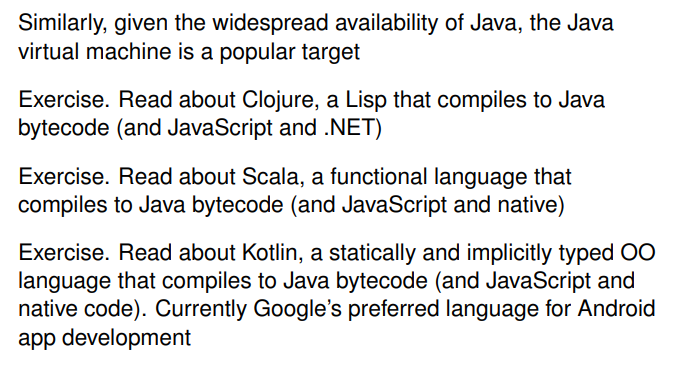 Similarly, given the widespread availability of Java, the Java
virtual machine is a popular target
Exercise. Read about Clojure, a Lisp that compiles to Java
bytecode (and JavaScript and .NET)
Exercise. Read about Scala, a functional language that
compiles to Java bytecode (and JavaScript and native)
Exercise. Read about Kotlin, a statically and implicitly typed OO
language that compiles to Java bytecode (and JavaScript and
native code). Currently Google’s preferred language for Android
app development